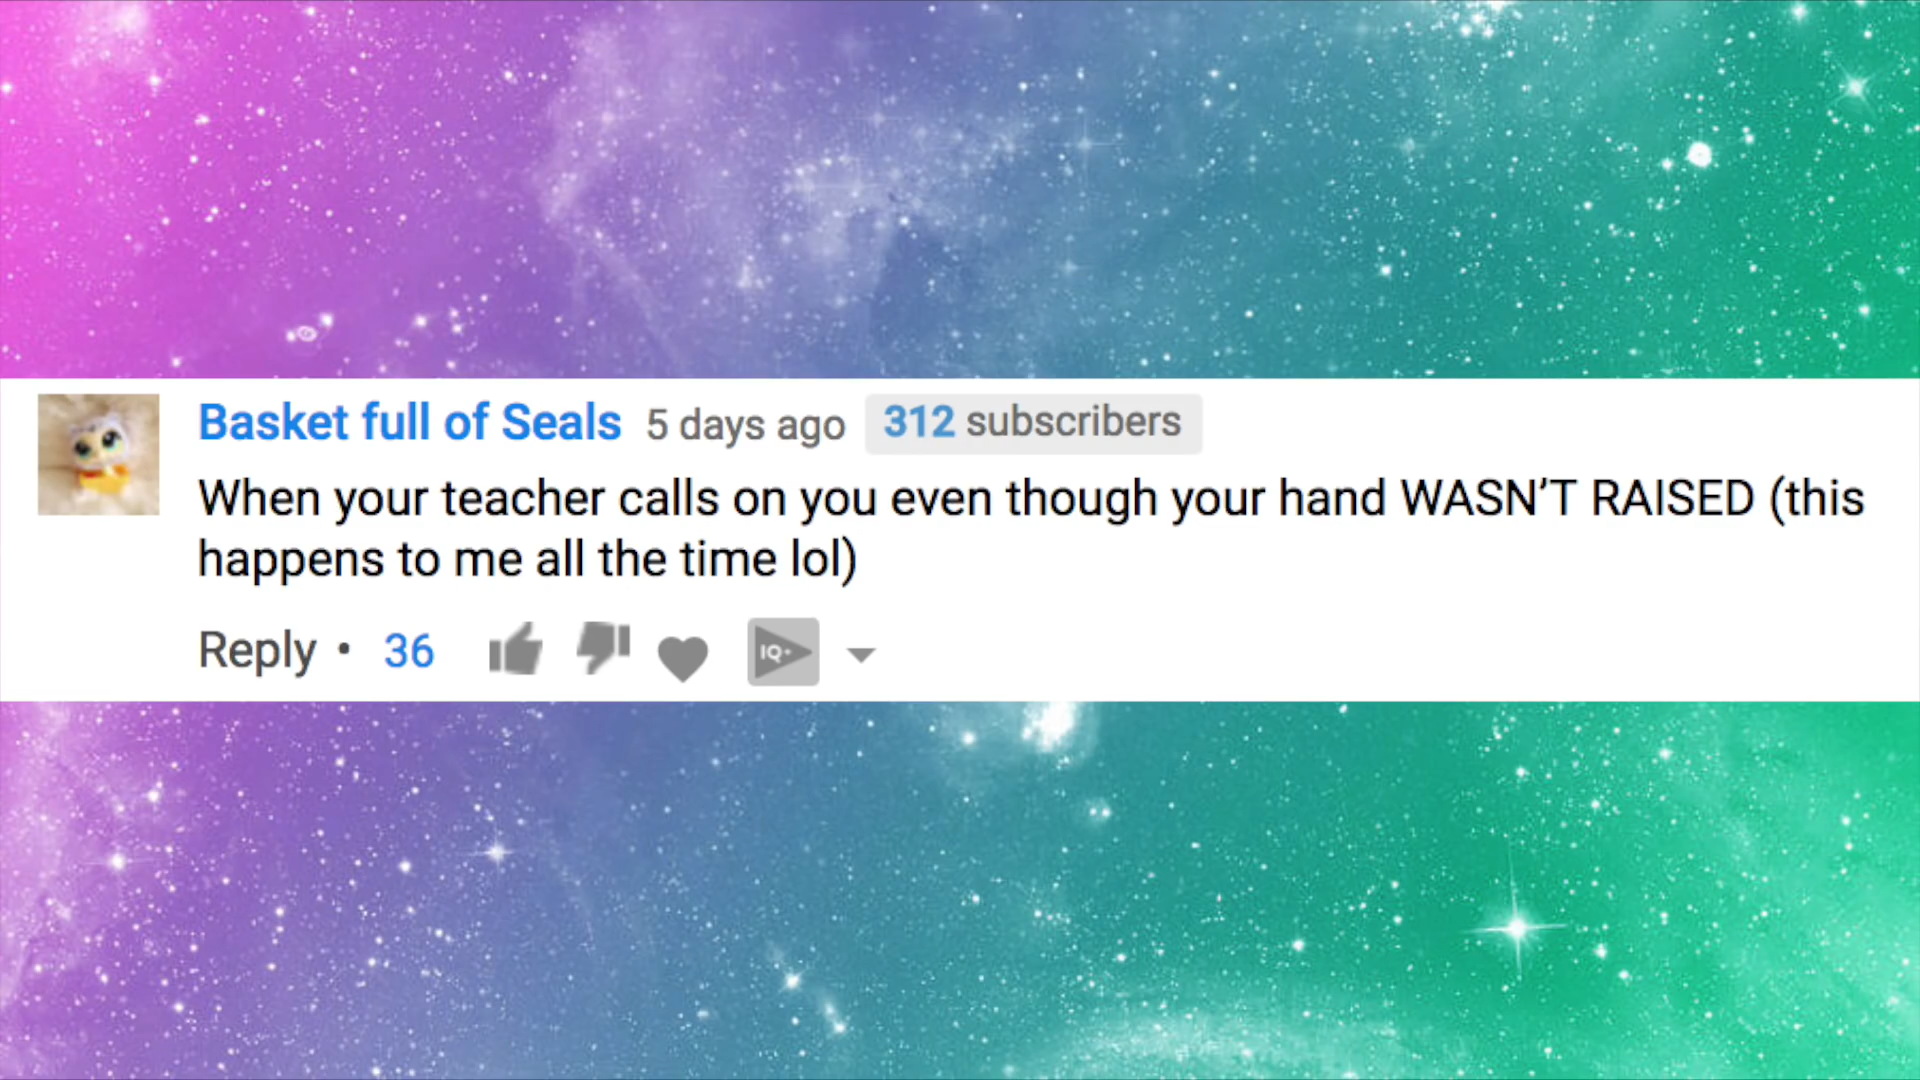 Basket full of Seals 5 days ago 312 subscribers
When your teacher calls on you even though your hand WASN’T RAISED (this
happens to me all the time lol)
Reply • 36 IQ+